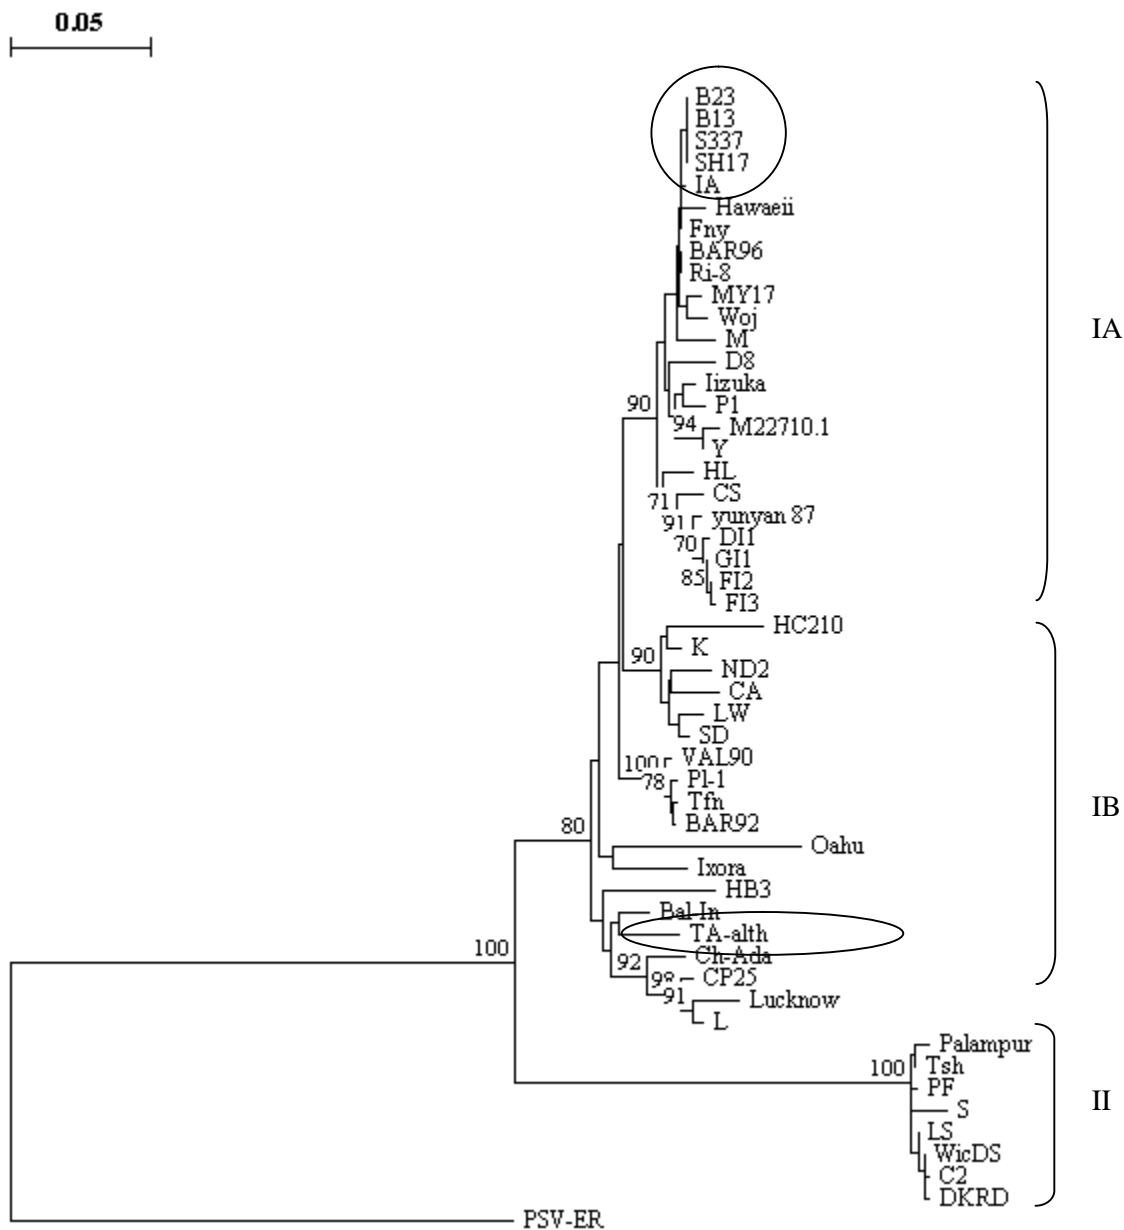 0.05
B23
B13
S337
SH17
IA
Hawaeii
Fny
BAR96
Ri-8
MY17
Woj
IA
M
D8
Iizuka
90
P1
94
M22710.1
Y
HL
71
CS
91
yunyan 87
70
DI1
GI1
85
FI2
FI3
HC210
90
K
ND2
CA
LW
SD
100
VAL90
78
Pl-1
Tfn
IB
BAR92
80
Oahu
Ixora
HB3
Bal-In
TA-alth
100
Ch-Ada
92
98
CP25
91
Lucknow
L
Palampur
100
Tsh
PF
II
S
LS
WicDS
C2
DKRD
PSV-ER